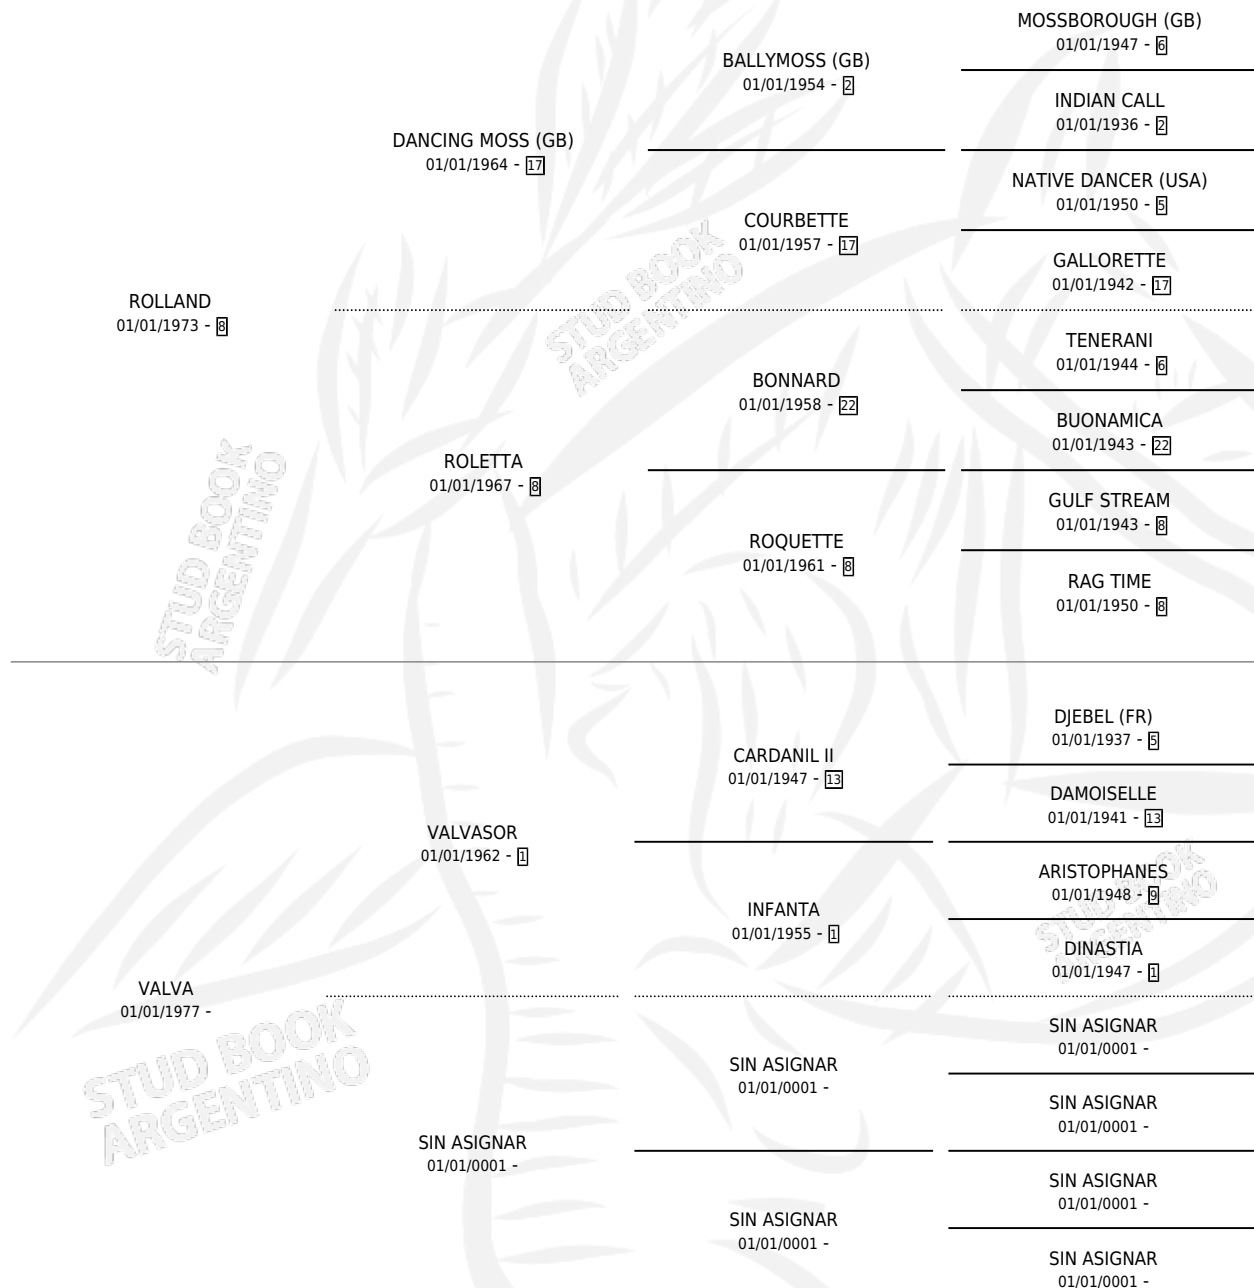 MOSSBOROUGH (GB)
01/01/1947 - 6
BALLYMOSS (GB)
01/01/1954 - 2
INDIAN CALL
01/01/1936 - 2
DANCING MOSS (GB)
01/01/1964 - 17
NATIVE DANCER (USA)
01/01/1950 - 5
COURBETTE
01/01/1957 - 17
GALLORETTE
01/01/1942 - 17
ROLLAND
01/01/1973 - 8
TENERANI
01/01/1944 - 6
BONNARD
01/01/1958 - 22
BUONAMICA
01/01/1943 - 22
ROLETTA
01/01/1967 - 8
GULF STREAM
01/01/1943 - 8
ROQUETTE
01/01/1961 - 8
RAG TIME
01/01/1950 - 8
DJEBEL (FR)
01/01/1937 - 5
CARDANIL II
01/01/1947 - 13
DAMOISELLE
01/01/1941 - 13
VALVASOR
01/01/1962 - 1
ARISTOPHANES
01/01/1948 - 9
INFANTA
01/01/1955 - 1
DINASTIA
01/01/1947 - 1
VALVA
01/01/1977 -
SIN ASIGNAR
01/01/0001 -
SIN ASIGNAR
01/01/0001 -
SIN ASIGNAR
01/01/0001 -
SIN ASIGNAR
01/01/0001 -
SIN ASIGNAR
01/01/0001 -
SIN ASIGNAR
01/01/0001 -
SIN ASIGNAR
01/01/0001 -
STUD BOOK
ARGENTINO
STUD BOOK
ARGENTINO
STUD BOOK
ARGENTINO
STUD BOOK
ARGENTINO